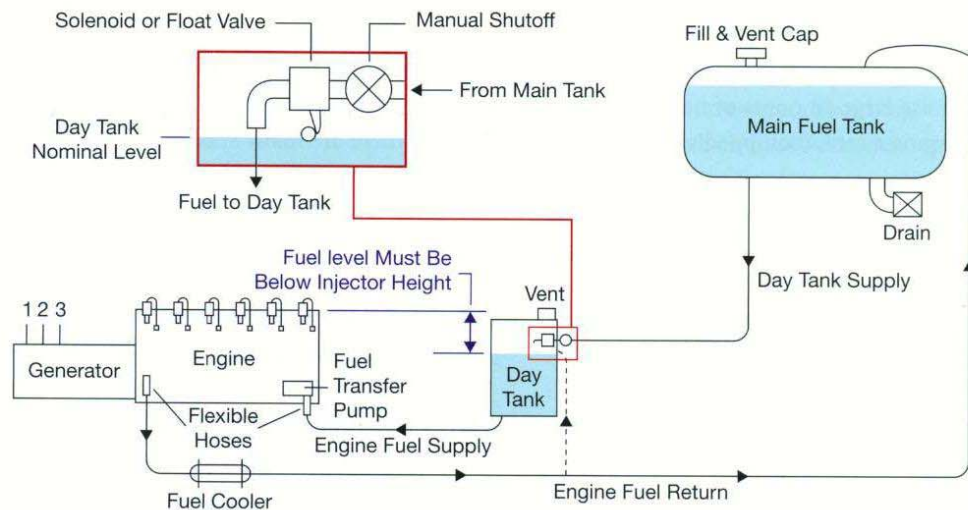 Solenoid or Float Valve
Manual Shutoff
From Main Tank
Day Tank
Nominal Level
Fuel to Day Tank
Fill & Vent Cap
Main Fuel Tank
Drain
Fuel level Must Be
Below Injector Height
Vent
Day Tank Supply
1 2 3
Generator
Engine
Fuel
Transfer
Pump
Day
Tank
Flexible
Hoses
Engine Fuel Supply
Fuel Cooler
Engine Fuel Return